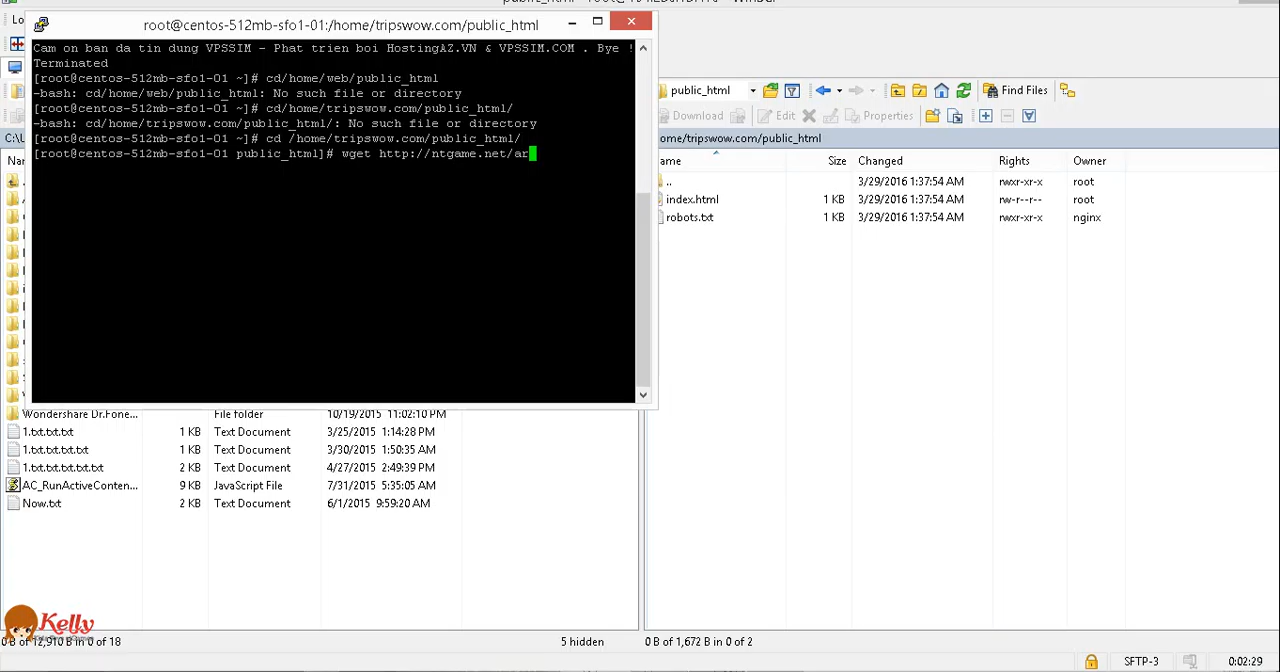 root@centos-512mb-sfo1-01:/home/tripswow.com/public_html
Cam on ban da tin dung VPSSIM - Phat trien boi HostingAZ.VN & VPSSIM.COM . Bye !
Terminated
[root@centos-512mb-sfo1-01 ~]# cd/home/web/public_html
-bash: cd/home/web/public_html: No such file or directory
[root@centos-512mb-sfo1-01 ~]# cd/home/tripswow.com/public_html/
-bash: cd/home/tripswow.com/public_html/: No such file or directory
[root@centos-512mb-sfo1-01 ~]# cd /home/tripswow.com/public_html/
[root@centos-512mb-sfo1-01 public_html]# wget http://ntgame.net/ar
public_html Find Files
Download Edit Properties
ome/tripswow.com/public_html
ame Size Changed Rights Owner
.. 3/29/2016 1:37:54 AM rwxr-xr-x root
index.html 1 KB 3/29/2016 1:37:54 AM rw-r--r-- root
robots.txt 1 KB 3/29/2016 1:37:54 AM rwxr-xr-x nginx
Wondershare Dr.Fone... File folder 10/19/2015 11:02:10 PM
1.txt.txt.txt 1 KB Text Document 3/25/2015 1:14:28 PM
1.txt.txt.txt.txt 1 KB Text Document 3/30/2015 1:50:35 AM
1.txt.txt.txt.txt.txt 2 KB Text Document 4/27/2015 2:49:39 PM
AC_RunActiveConten... 9 KB JavaScript File 7/31/2015 5:35:05 AM
Now.txt 2 KB Text Document 6/1/2015 9:59:20 AM
Kelly
0 B of 12,910 B in 0 of 18 5 hidden 0 B of 1,672 B in 0 of 2
SFTP-3 0:02:29